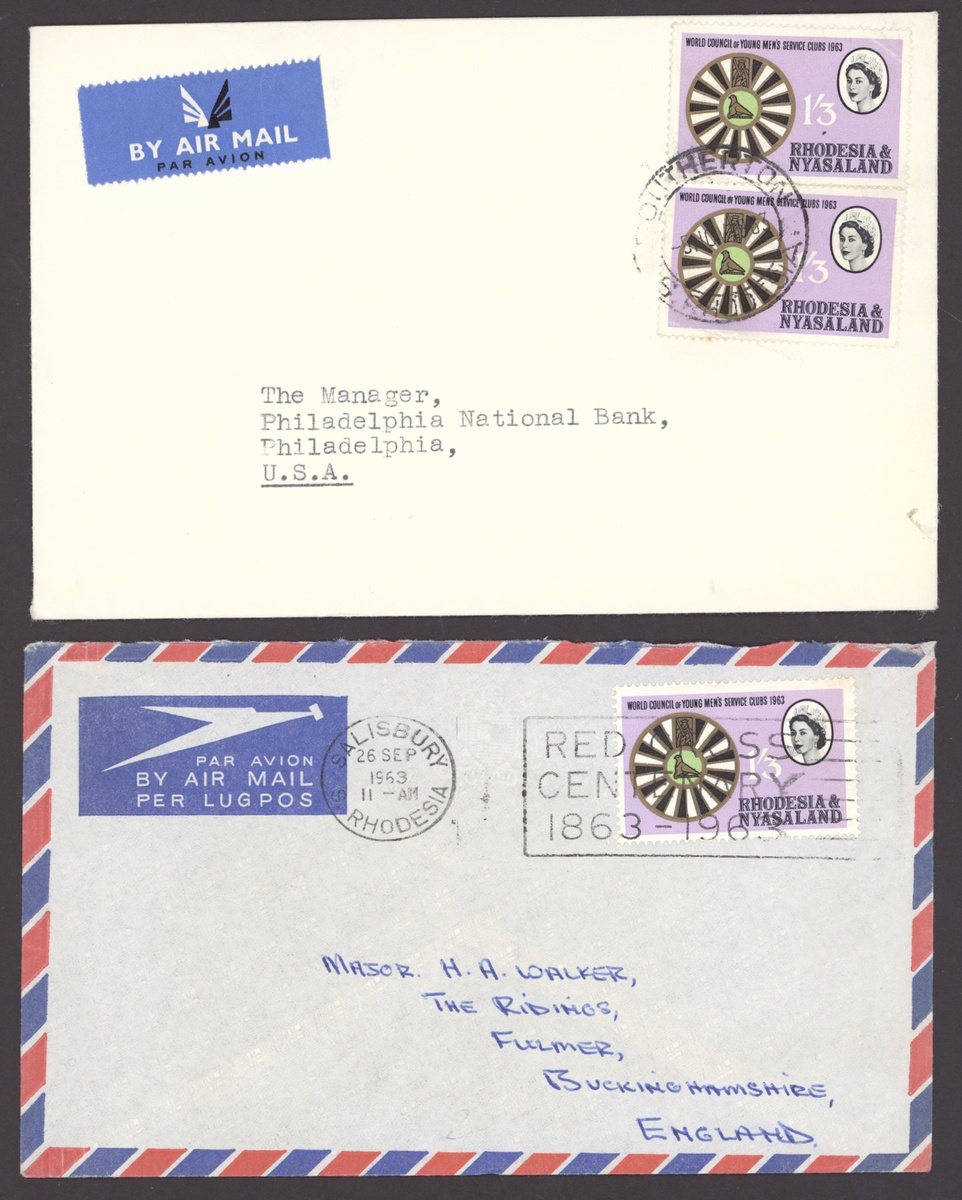 BY AIR MAIL
PAR AVION
WORLD COUNCIL OF YOUNG MEN'S SERVICE CLUBS 1963
1/3
RHODESIA &
NYASALAND
WORLD COUNCIL OF YOUNG MEN'S SERVICE CLUBS 1963
1/3
RHODESIA &
NYASALAND
OUTHERTON
The Manager,
Philadelphia National Bank,
Philadelphia,
U.S.A.
PAR AVION
BY AIR MAIL
PER LUGPOS
SALISBURY
26 SEP
1963
11 - AM
S. RHODESIA
WORLD COUNCIL OF YOUNG MEN'S SERVICE CLUBS 1963
1/3
RHODESIA &
NYASALAND
RED CROSS
CENTENARY
1863-1963
MAJOR. H. A. WALKER,
THE RIDINGS,
FULMER,
BUCKINGHAMSHIRE,
ENGLAND.